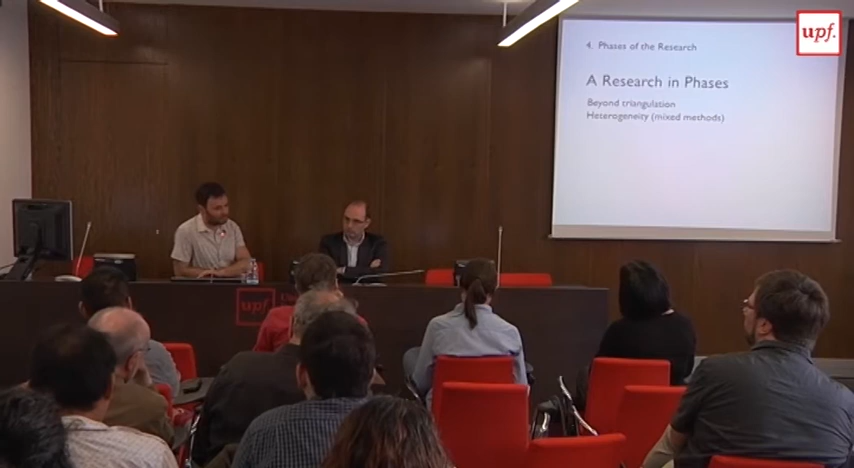 4. Phases of the Research
upf.
A Research in Phases
Beyond triangulation
Heterogeneity (mixed methods)
upf.